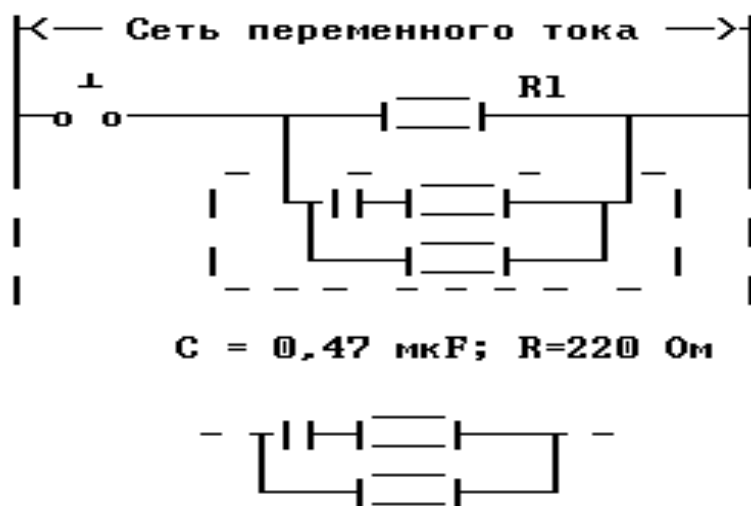 Сеть переменного тока
R1
C = 0,47 мкF; R=220 Ом